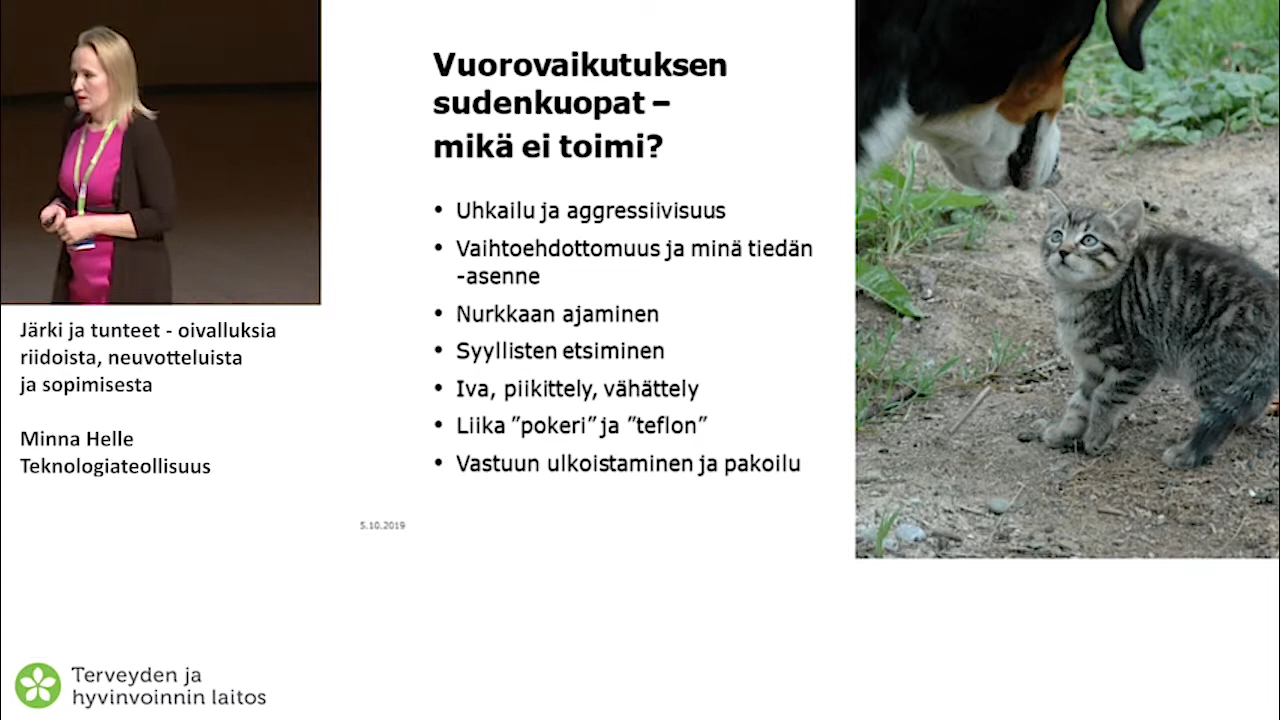 Vuorovaikutuksen
sudenkuopat –
mikä ei toimi?
• Uhkailu ja aggressiivisuus
• Vaihtoehdottomuus ja minä tiedän
-asenne
• Nurkkaan ajaminen
• Syyllisten etsiminen
• Iva, piikittely, vähättely
• Liika ”pokeri” ja ”teflon”
• Vastuun ulkoistaminen ja pakoilu
5.10.2019
Järki ja tunteet - oivalluksia
riidoista, neuvotteluista
ja sopimisesta
Minna Helle
Teknologiateollisuus
Terveyden ja
hyvinvoinnin laitos